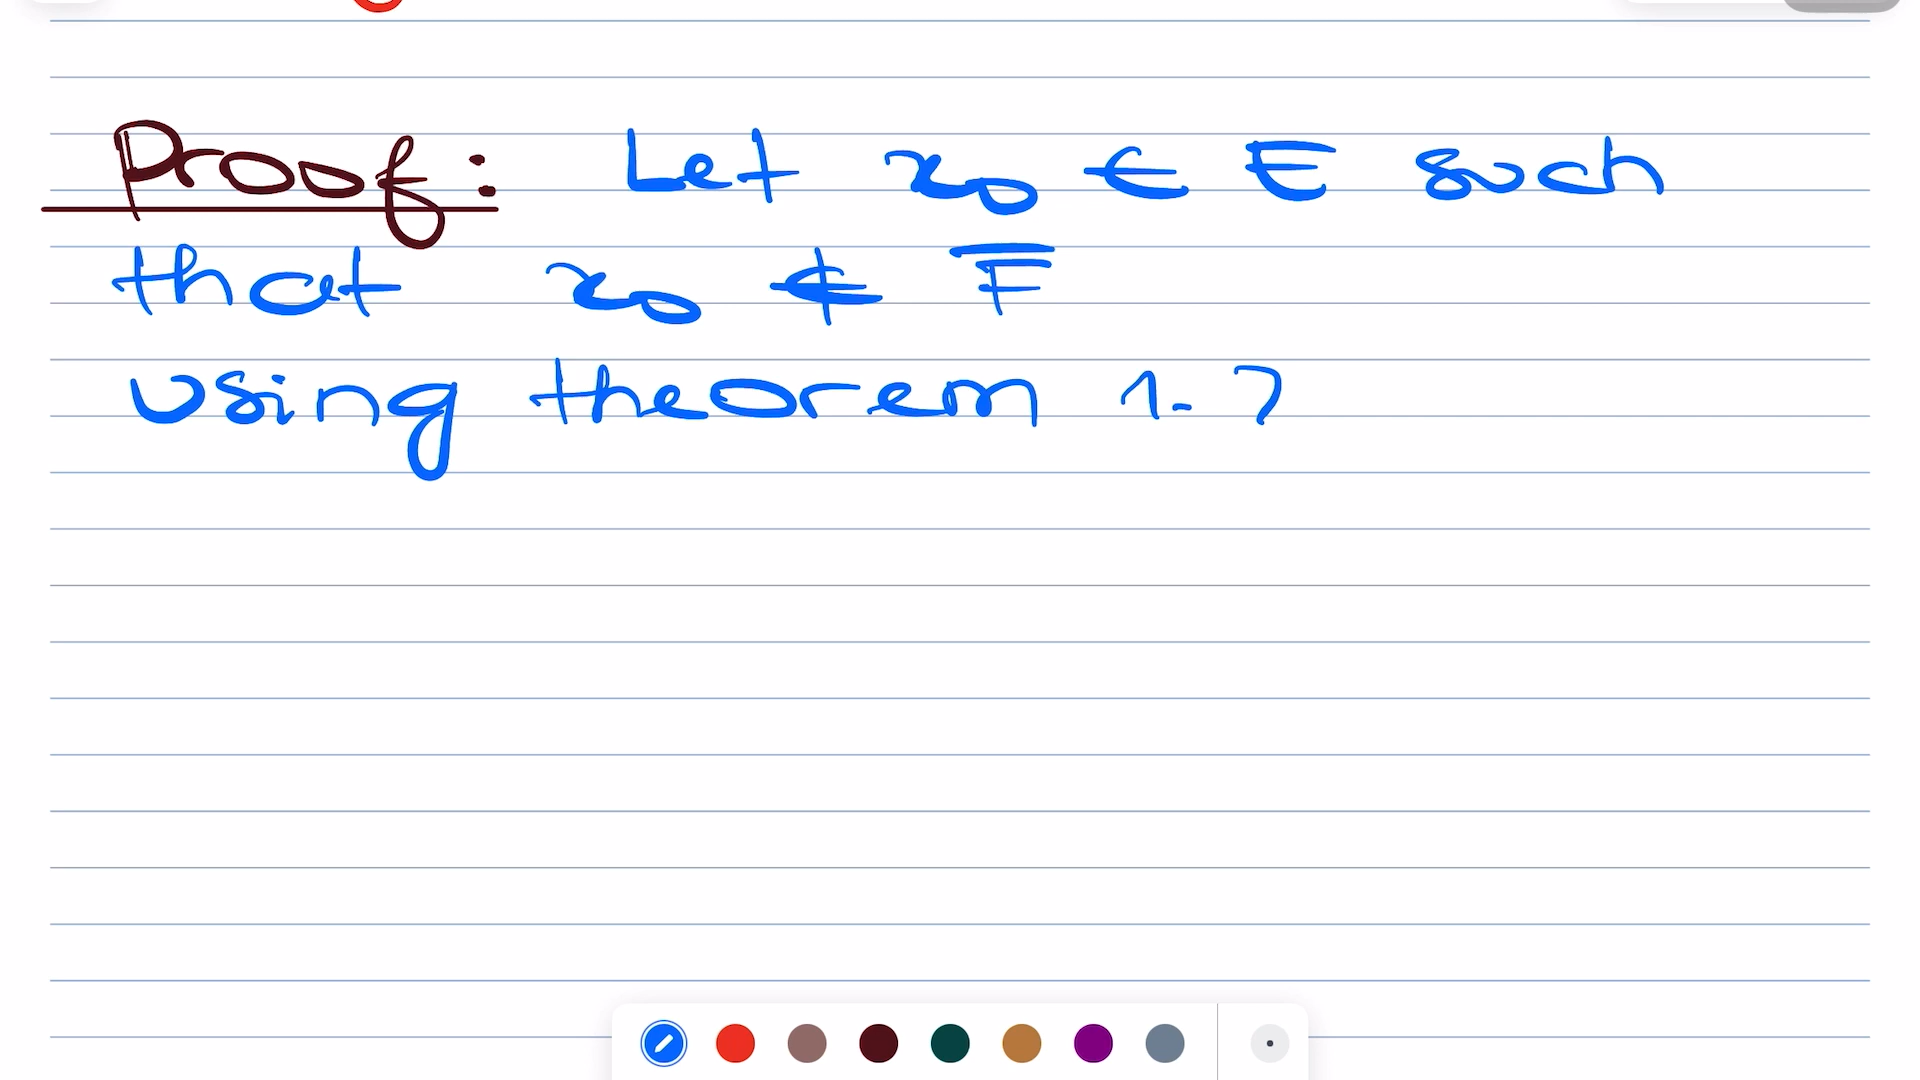 Proof: Let x₀ ∈ E such
that x₀ ∉ F̅
using theorem 1.7